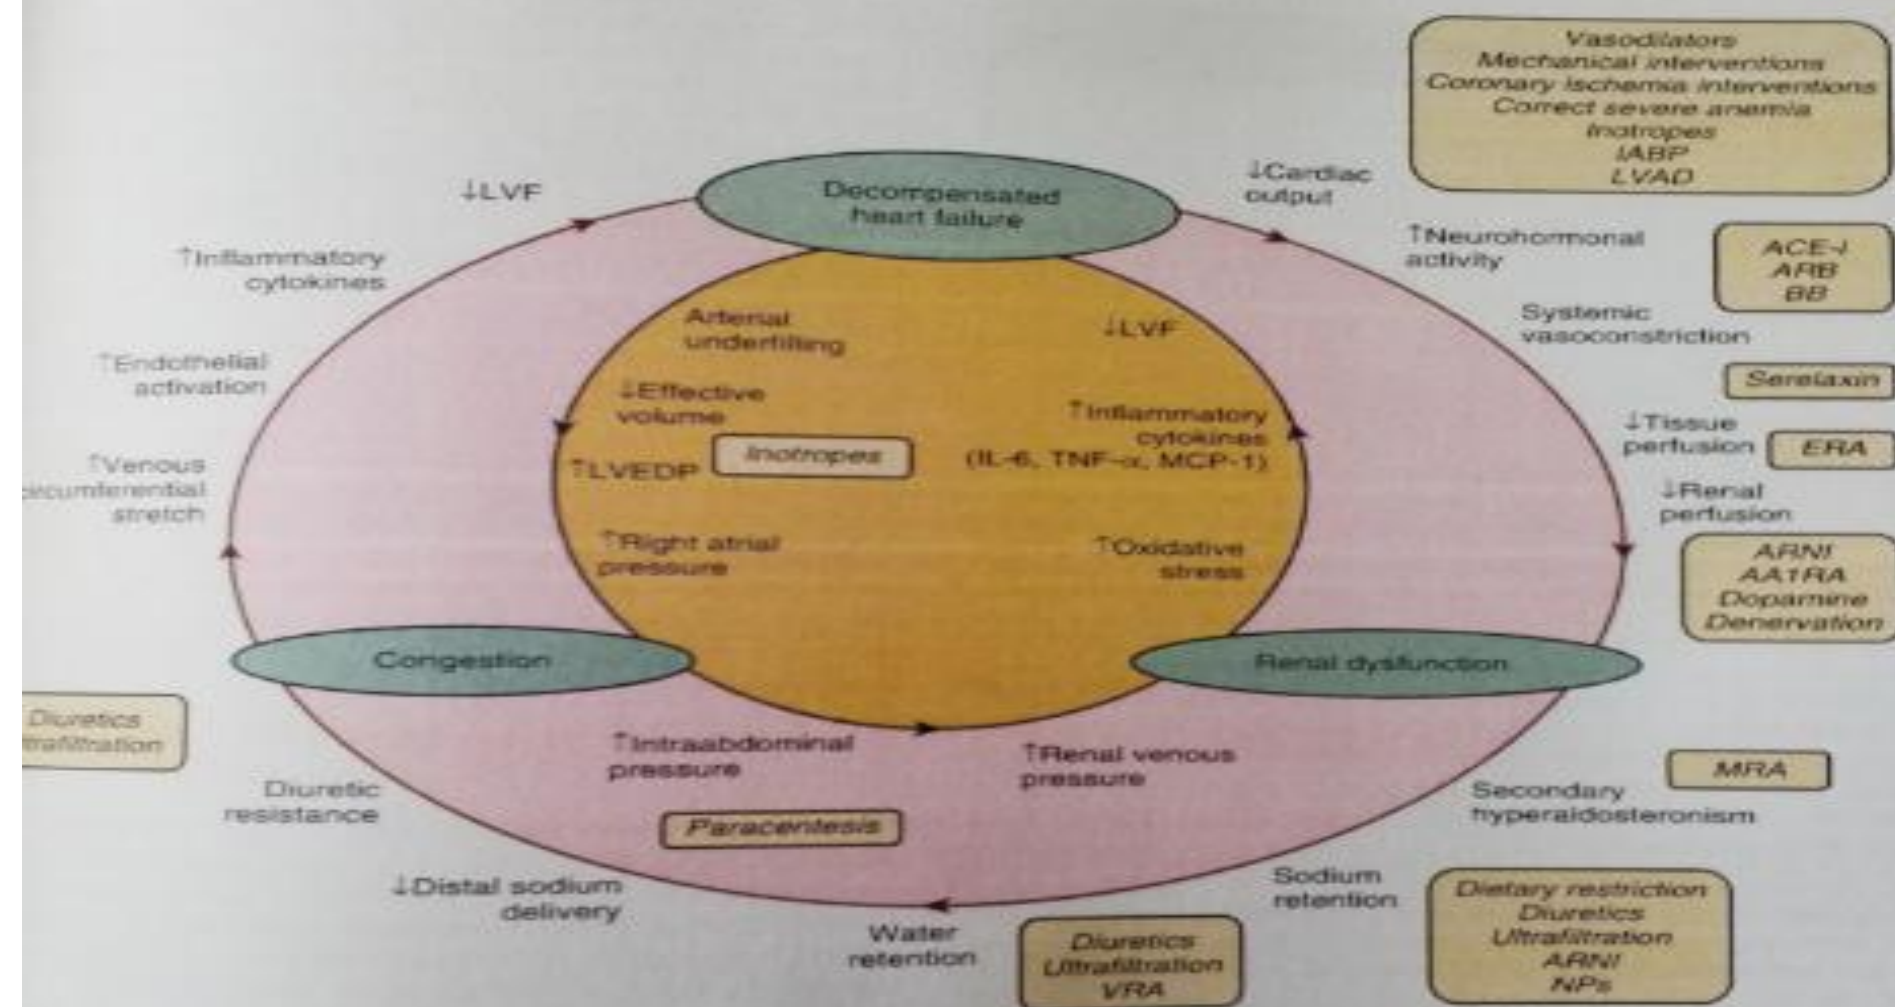 Vasodilators
Mechanical interventions
Coronary ischemia interventions
Correct severe anemia
Inotropes
IABP
LVAD
Decompensated
heart failure
↓Cardiac
output
↑Neurohormonal
activity
ACE-I
ARB
BB
Systemic
vasoconstriction
Serelaxin
↓Tissue
perfusion
ERA
↓Renal
perfusion
ARNI
AA1RA
Dopamine
Denervation
Renal dysfunction
MRA
Secondary
hyperaldosteronism
Sodium
retention
Dietary restriction
Diuretics
Ultrafiltration
ARNI
NPs
Water
retention
Diuretics
Ultrafiltration
VRA
↓Distal sodium
delivery
Diuretic
resistance
Diuretics
trafiltration
Congestion
↑Venous
circumferential
stretch
↑Endothelial
activation
↑Inflammatory
cytokines
↓LVF
Arterial
underfilling
↓Effective
volume
↑LVEDP
Inotropes
↑Right atrial
pressure
↑Intraabdominal
pressure
Paracentesis
↑Renal venous
pressure
↑Oxidative
stress
↑Inflammatory
cytokines
(IL-6, TNF-α, MCP-1)
↓LVF